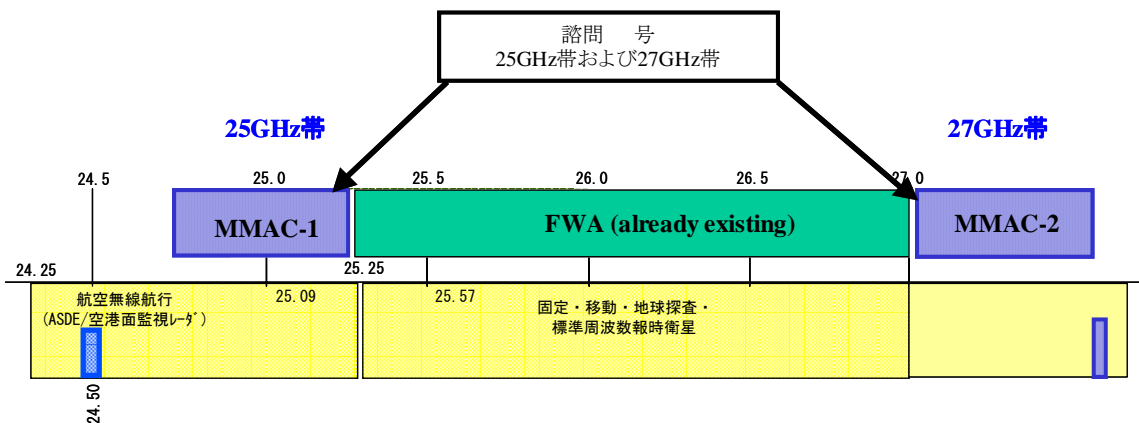 諮問 号
25GHz帯および27GHz帯
25GHz帯
27GHz帯
24.5
25.0
25.5
26.0
26.5
27.0
MMAC-1
FWA (already existing)
MMAC-2
24.25
25.25
航空無線航行
(ASDE/空港面監視ﾚｰﾀﾞ)
25.09
25.57
固定・移動・地球探査・
標準周波数報時衛星
24.50